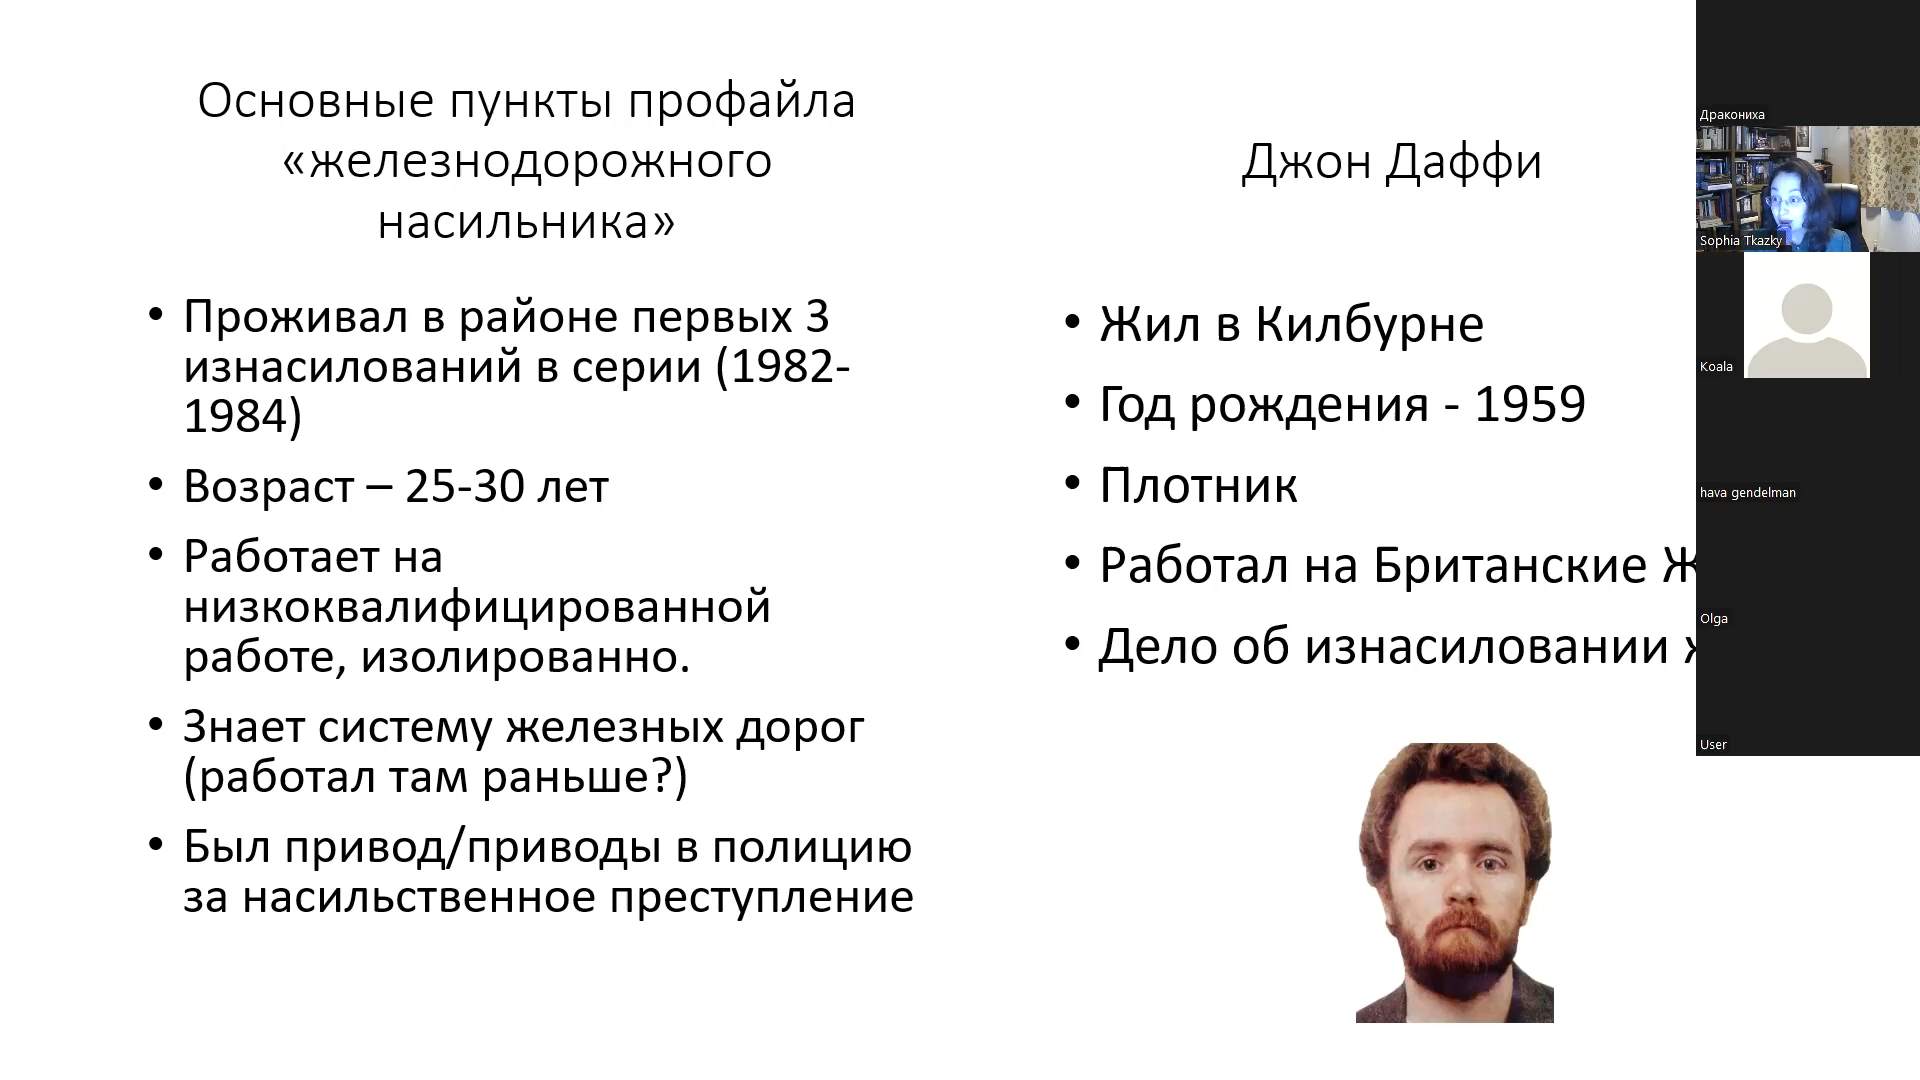 Основные пункты профайла
«железнодорожного
насильника»
• Проживал в районе первых 3
изнасилований в серии (1982-
1984)
• Возраст – 25-30 лет
• Работает на
низкоквалифицированной
работе, изолированно.
• Знает систему железных дорог
(работал там раньше?)
• Был привод/приводы в полицию
за насильственное преступление
Джон Даффи
• Жил в Килбурне
• Год рождения - 1959
• Плотник
• Работал на Британские
• Дело об изнасиловании
Дракониха
Sophia Tkazky
Koala
hava gendelman
Olga
User